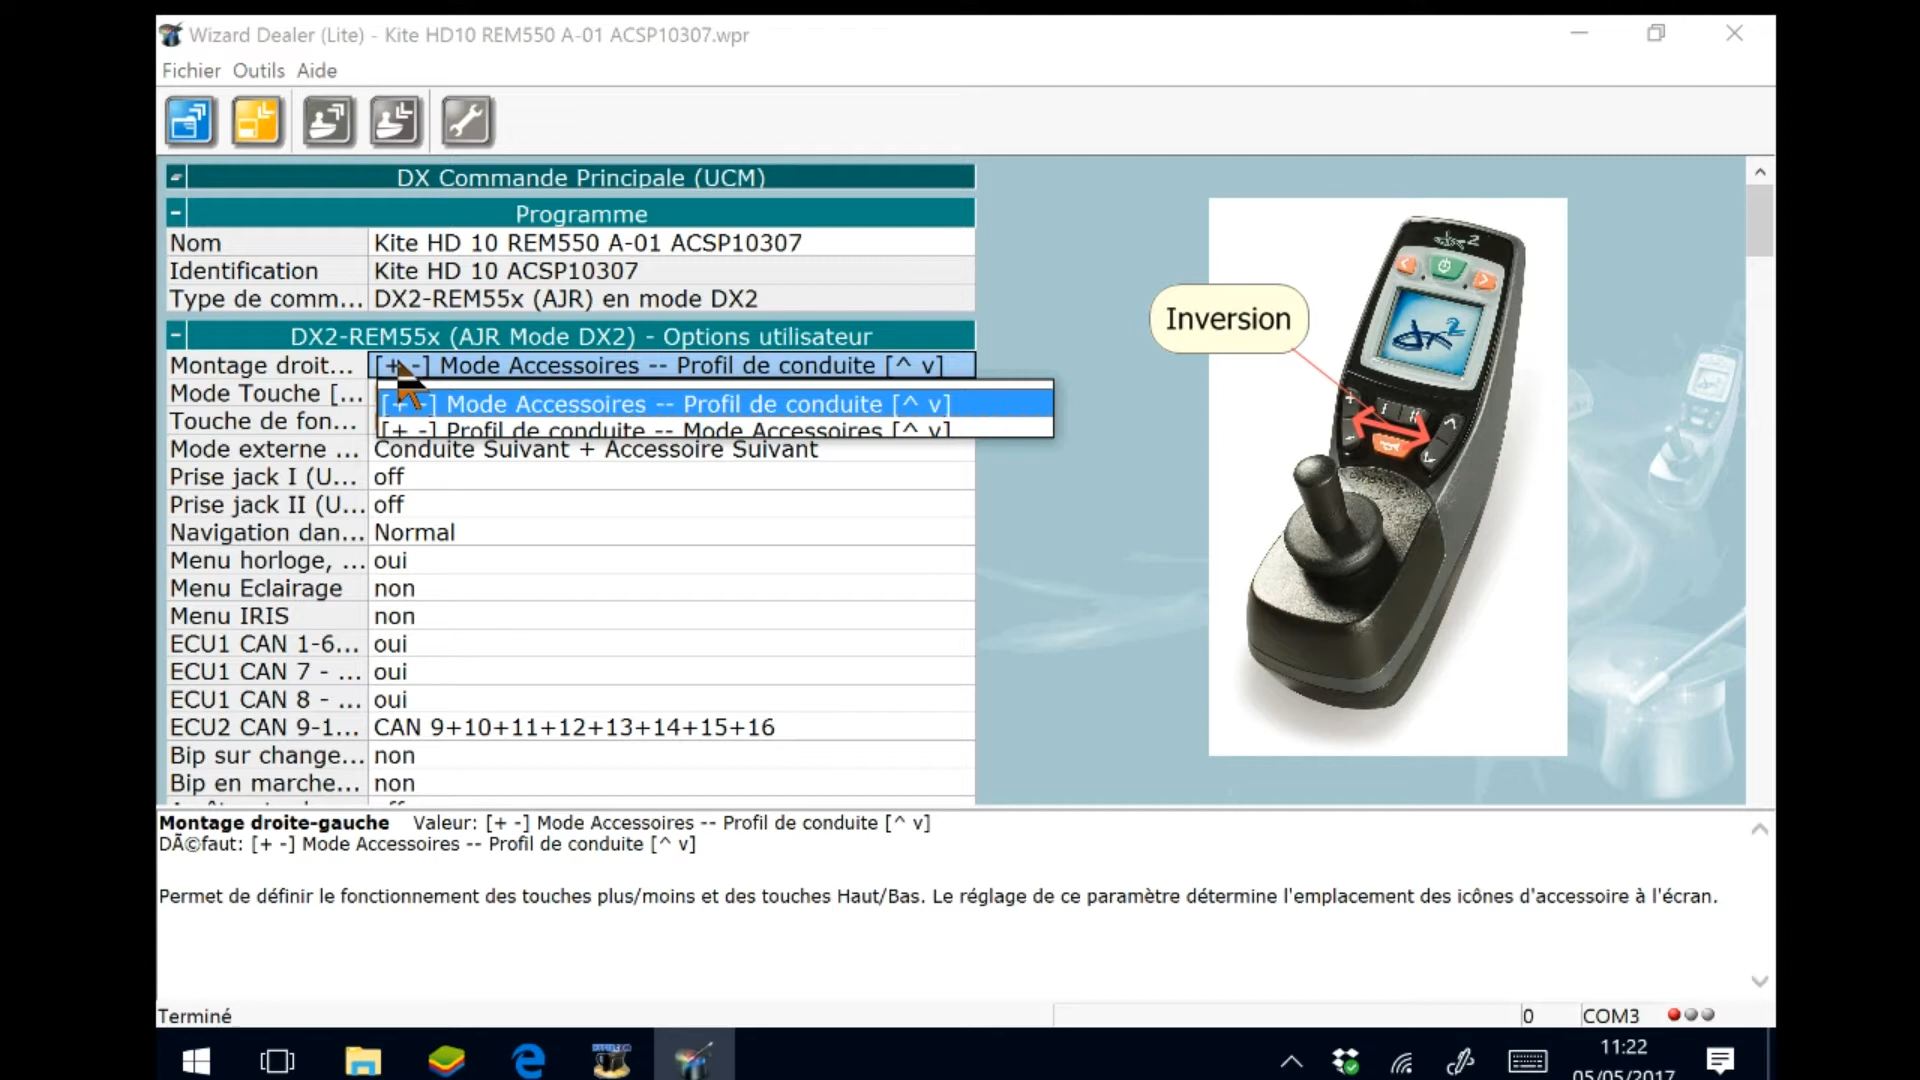 Wizard Dealer (Lite) - Kite HD10 REM550 A-01 ACSP10307.wpr
Fichier Outils Aide
DX Commande Principale (UCM)
Programme
Nom Kite HD 10 REM550 A-01 ACSP10307
Identification Kite HD 10 ACSP10307
Type de comm... DX2-REM55x (AJR) en mode DX2
DX2-REM55x (AJR Mode DX2) - Options utilisateur
Montage droit... [+ -] Mode Accessoires -- Profil de conduite [^ v]
Mode Touche [... [+ -] Mode Accessoires -- Profil de conduite [^ v]
Touche de fon... [+ -] Profil de conduite -- Mode Accessoires [^ v]
Mode externe ... Conduite Suivant + Accessoire Suivant
Prise jack I (U... off
Prise jack II (U... off
Navigation dan... Normal
Menu horloge, ... oui
Menu Eclairage non
Menu IRIS non
ECU1 CAN 1-6... oui
ECU1 CAN 7 - ... oui
ECU1 CAN 8 - ... oui
ECU2 CAN 9-1... CAN 9+10+11+12+13+14+15+16
Bip sur change... non
Bip en marche... non
Inversion
Montage droite-gauche Valeur: [+ -] Mode Accessoires -- Profil de conduite [^ v]
DÃ©faut: [+ -] Mode Accessoires -- Profil de conduite [^ v]
Permet de définir le fonctionnement des touches plus/moins et des touches Haut/Bas. Le réglage de ce paramètre détermine l'emplacement des icônes d'accessoire à l'écran.
Terminé
0 COM3
11:22
05/05/2017